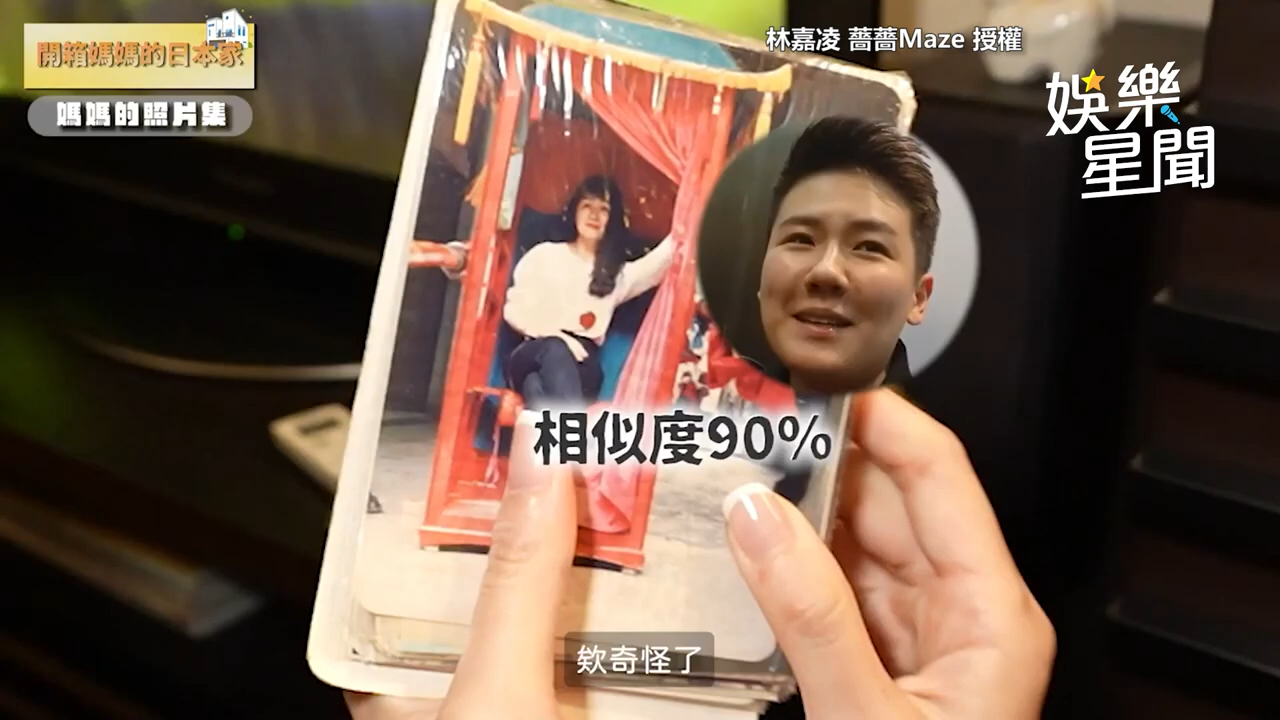 開箱媽媽的日本家
媽媽的照片集
林嘉凌 薔薔Maze 授權
娛樂
星聞
相似度90%
欸奇怪了